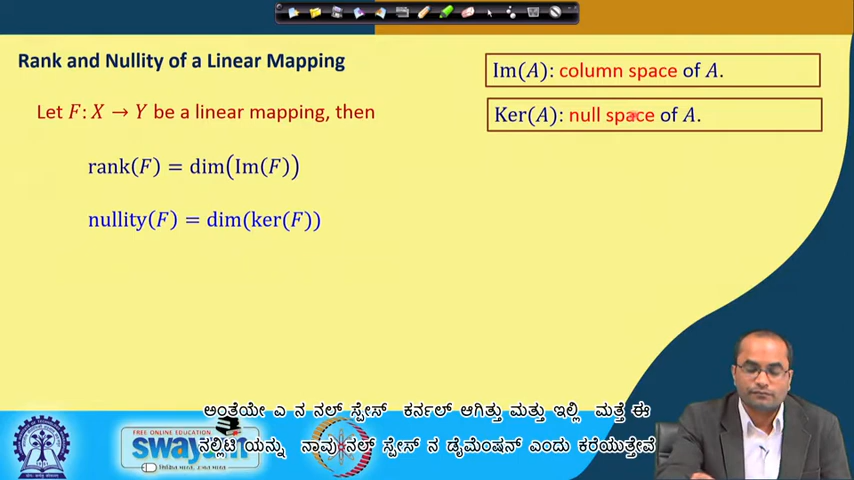 Rank and Nullity of a Linear Mapping
Let F: X → Y be a linear mapping, then
rank(F) = dim(Im(F))
nullity(F) = dim(ker(F))
Im(A): column space of A.
Ker(A): null space of A.
ಅಂತೆಯೇ ಎ ನ ನಲ್ ಸ್ಪೇಸ್ ಕರ್ನಲ್ ಆಗಿತ್ತು ಮತ್ತು ಇಲ್ಲಿ ಮತ್ತೆ ಈ
ನಲ್ಲಿಟಿ ಯನ್ನು ನಾವು ನಲ್ ಸ್ಪೇಸ್ ನ ಡೈಮೆಂಷನ್ ಎಂದು ಕರೆಯುತ್ತೇವೆ
FREE ONLINE EDUCATION
swayam